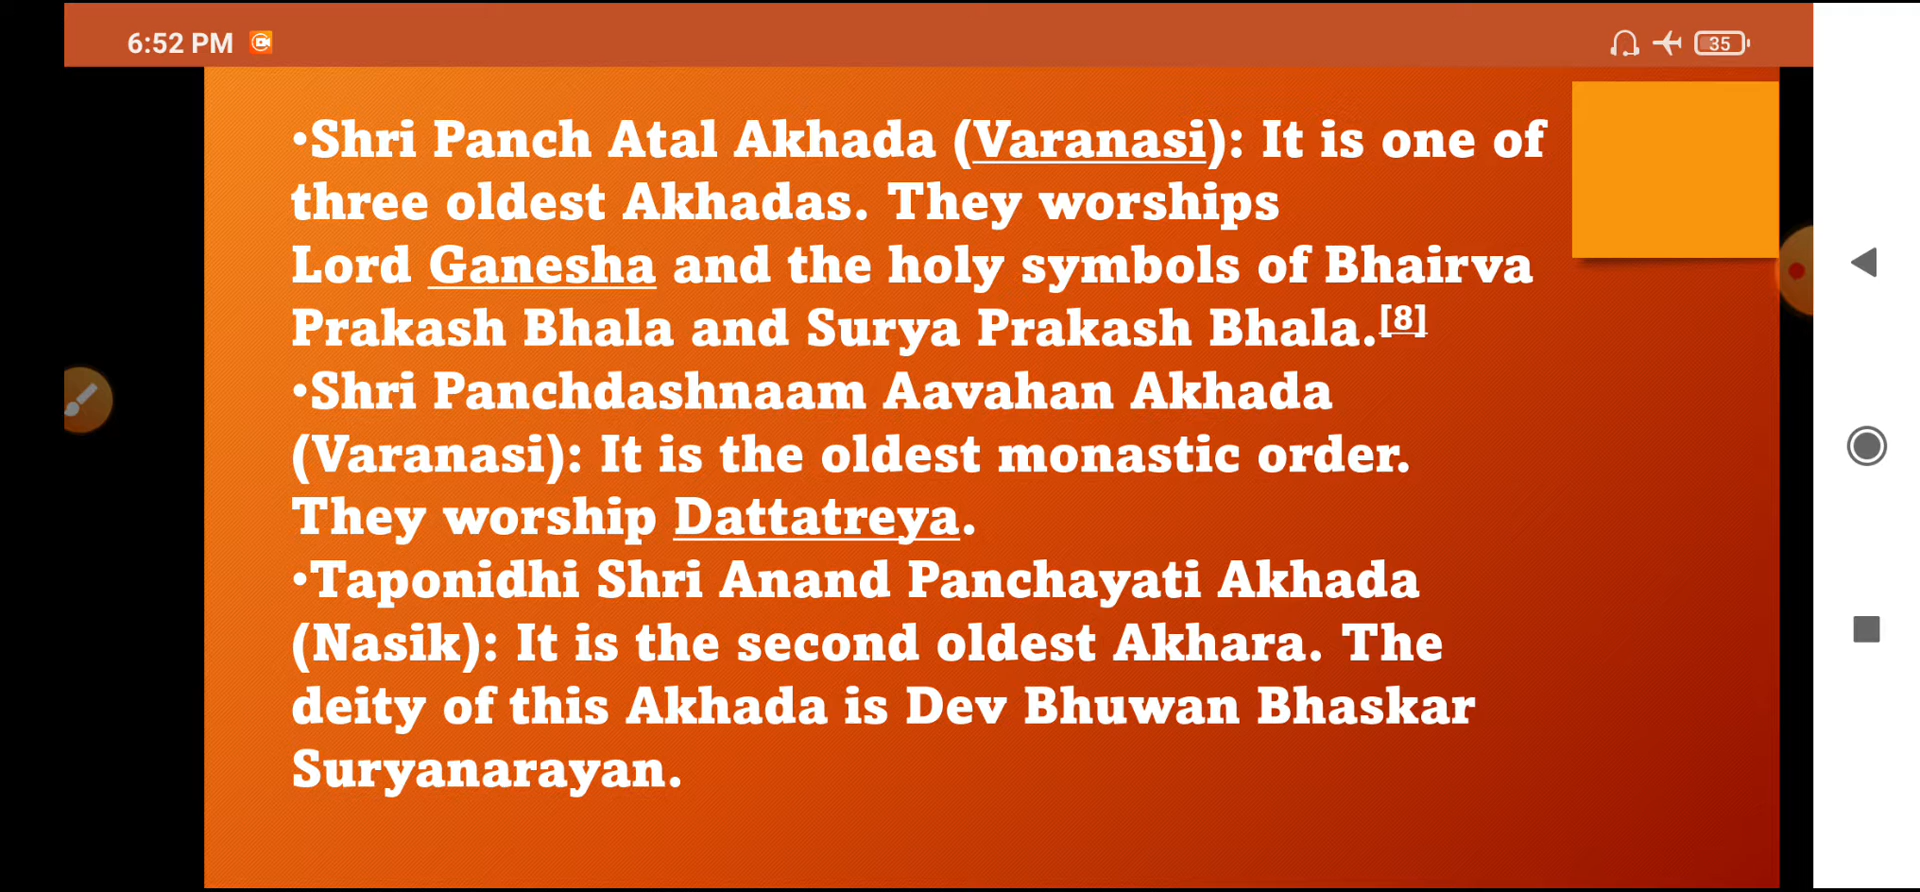 6:52 PM
35
•Shri Panch Atal Akhada (Varanasi): It is one of
three oldest Akhadas. They worships
Lord Ganesha and the holy symbols of Bhairva
Prakash Bhala and Surya Prakash Bhala.[8]
•Shri Panchdashnaam Aavahan Akhada
(Varanasi): It is the oldest monastic order.
They worship Dattatreya.
•Taponidhi Shri Anand Panchayati Akhada
(Nasik): It is the second oldest Akhara. The
deity of this Akhada is Dev Bhuwan Bhaskar
Suryanarayan.